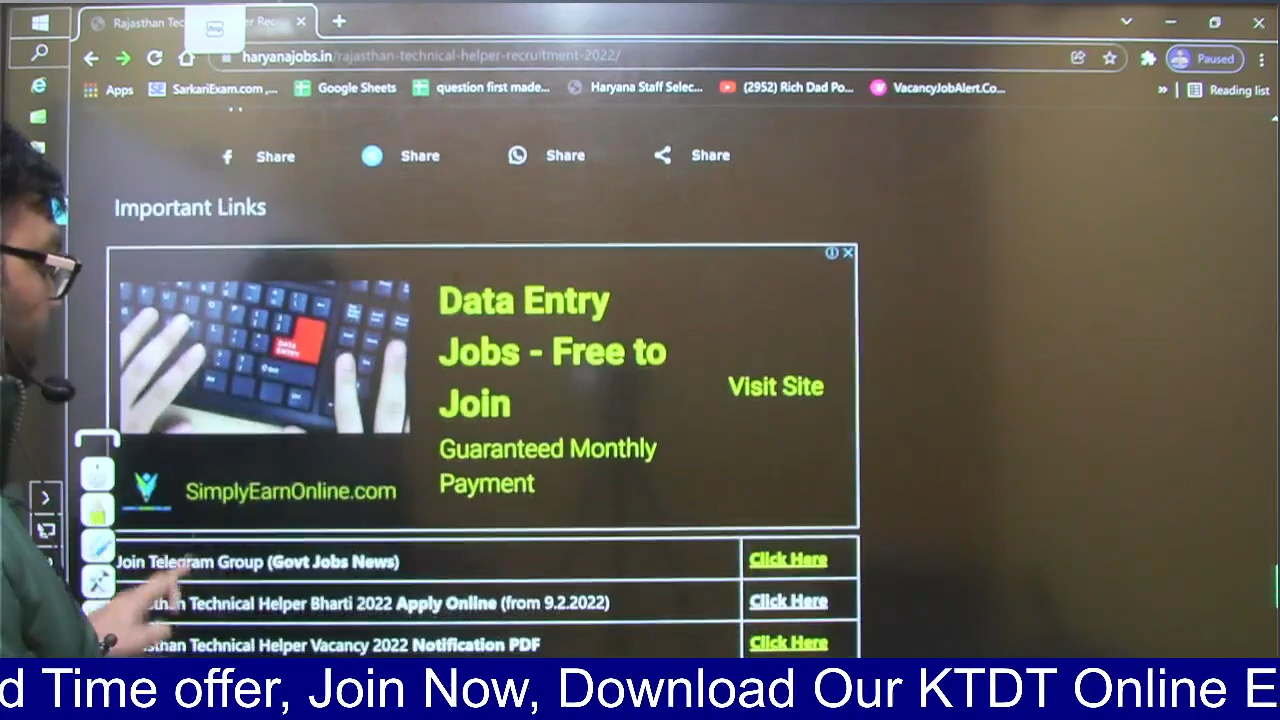 Rajasthan Tec
haryanajobs.in/rajasthan-technical-helper-recruitment-2022/
Paused
Apps
SarkariExam.com ,...
Google Sheets
question first made...
Haryana Staff Selec...
(2952) Rich Dad Po...
VacancyJobAlert.Co...
»
Reading list
Share
Share
Share
Share
Important Links
DATA
ENTRY
Data Entry
Jobs - Free to
Join
Guaranteed Monthly
Payment
Visit Site
SimplyEarnOnline.com
Join Telegram Group (Govt Jobs News)
Click Here
sthan Technical Helper Bharti 2022 Apply Online (from 9.2.2022)
Click Here
sthan Technical Helper Vacancy 2022 Notification PDF
Click Here
d Time offer, Join Now, Download Our KTDT Online E